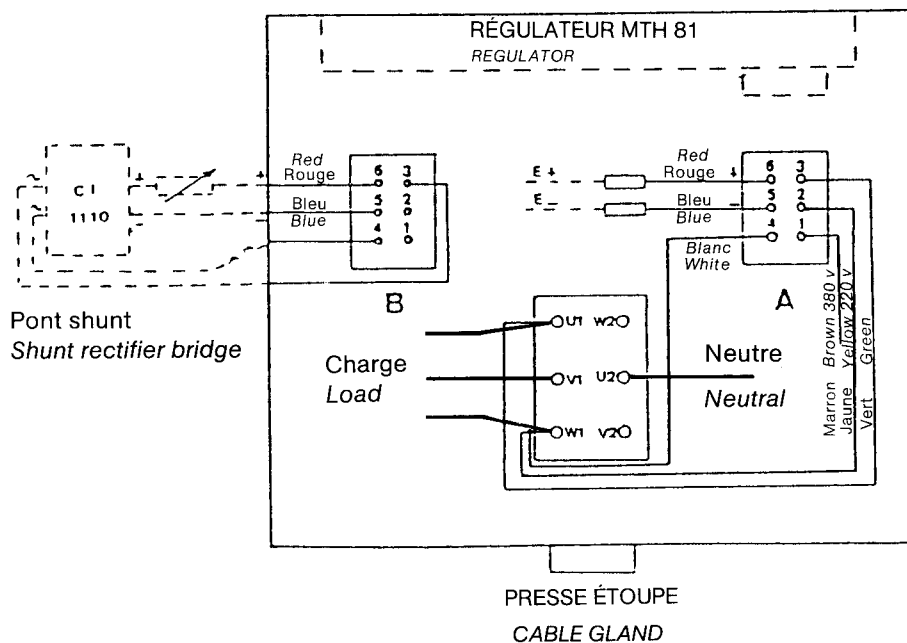 RÉGULATEUR MTH 81
REGULATOR
C I
1110
~
~
+
-
+
-
Red
Rouge
Bleu
Blue
6 3
5 2
4 1
B
E +
E -
Red
Rouge
+
Bleu
Blue
-
Blanc
White
6 3
5 2
4 1
A
Pont shunt
Shunt rectifier bridge
Charge
Load
U1 W2
V1 U2
W1 V2
Neutre
Neutral
Marron Brown 380 v
Jaune Yellow 220 v
Vert Green
PRESSE ÉTOUPE
CABLE GLAND